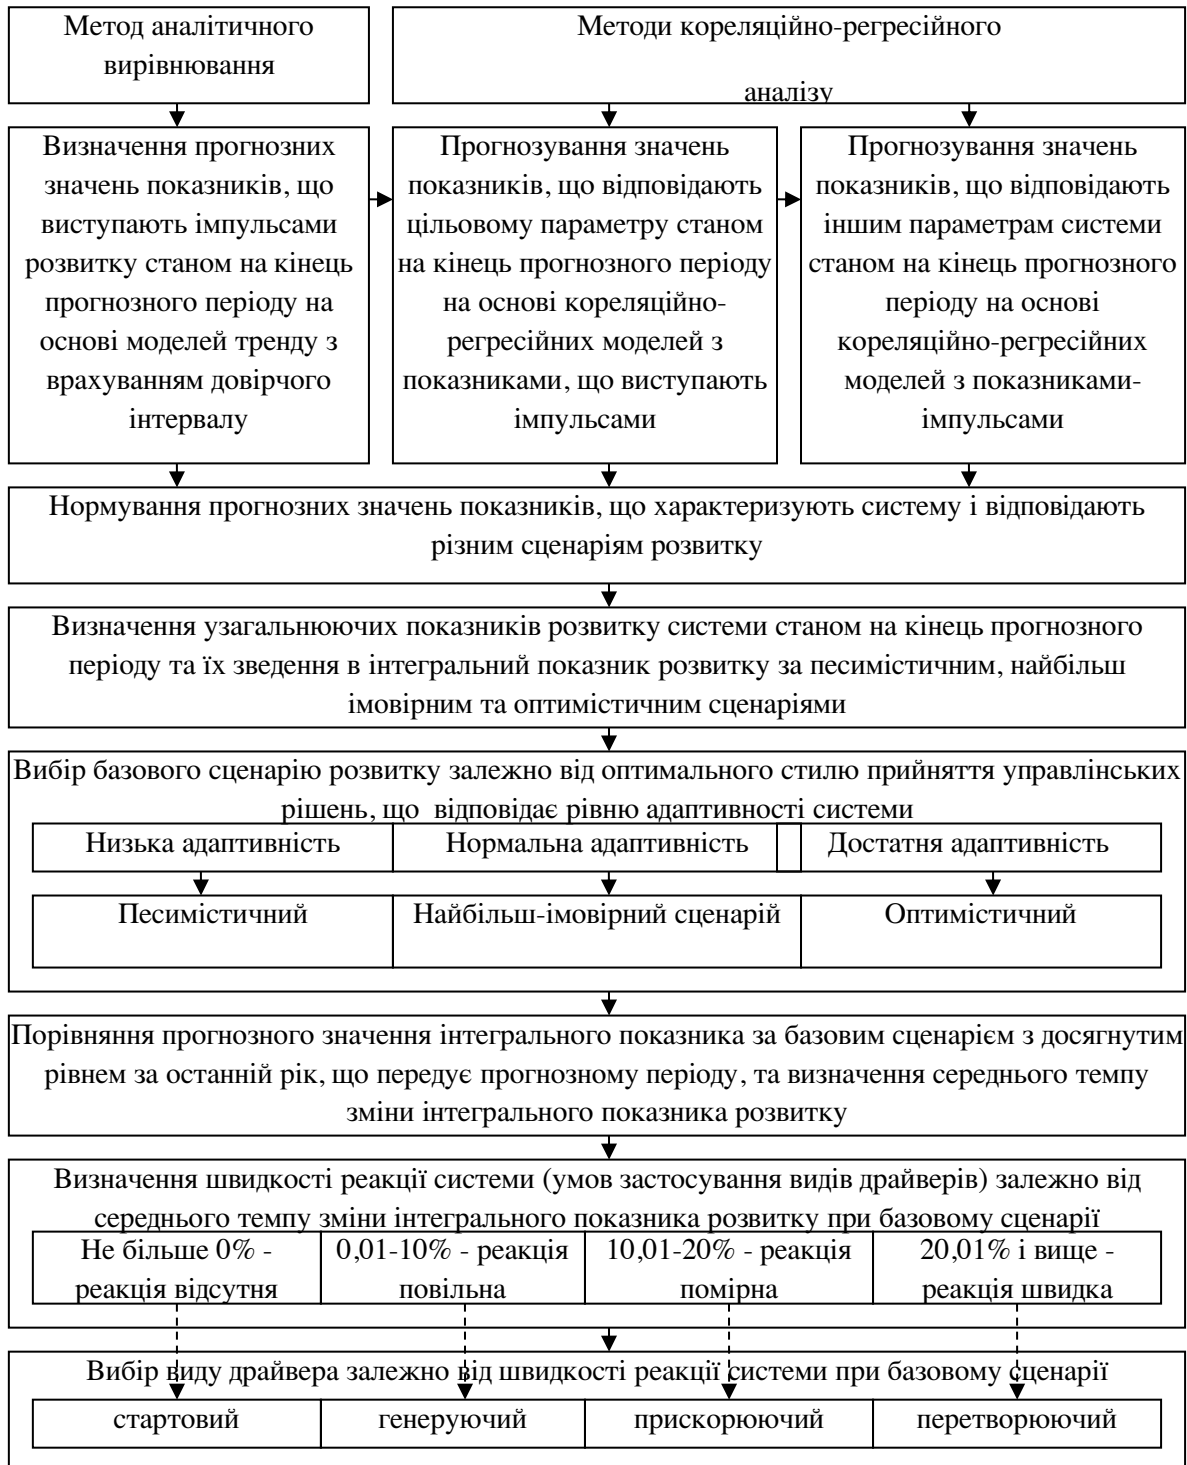 Метод аналітичного
вирівнювання
Методи кореляційно-регресійного
аналізу
Визначення прогнозних
значень показників, що
виступають імпульсами
розвитку станом на кінець
прогнозного періоду на
основі моделей тренду з
врахуванням довірчого
інтервалу
Прогнозування значень
показників, що відповідають
цільовому параметру станом
на кінець прогнозного періоду
на основі кореляційно-
регресійних моделей з
показниками, що виступають
імпульсами
Прогнозування значень
показників, що відповідають
іншим параметрам системи
станом на кінець прогнозного
періоду на основі
кореляційно-регресійних
моделей з показниками-
імпульсами
Нормування прогнозних значень показників, що характеризують систему і відповідають
різним сценаріям розвитку
Визначення узагальнюючих показників розвитку системи станом на кінець прогнозного
періоду та їх зведення в інтегральний показник розвитку за песимістичним, найбільш
імовірним та оптимістичним сценаріями
Вибір базового сценарію розвитку залежно від оптимального стилю прийняття управлінських
рішень, що відповідає рівню адаптивності системи
Низька адаптивність
Нормальна адаптивність
Достатня адаптивність
Песимістичний
Найбільш-імовірний сценарій
Оптимістичний
Порівняння прогнозного значення інтегрального показника за базовим сценарієм з досягнутим
рівнем за останній рік, що передує прогнозному періоду, та визначення середнього темпу
зміни інтегрального показника розвитку
Визначення швидкості реакції системи (умов застосування видів драйверів) залежно від
середнього темпу зміни інтегрального показника розвитку при базовому сценарії
Не більше 0% -
реакція відсутня
0,01-10% - реакція
повільна
10,01-20% - реакція
помірна
20,01% і вище -
реакція швидка
Вибір виду драйвера залежно від швидкості реакції системи при базовому сценарії
стартовий
генеруючий
прискорюючий
перетворюючий